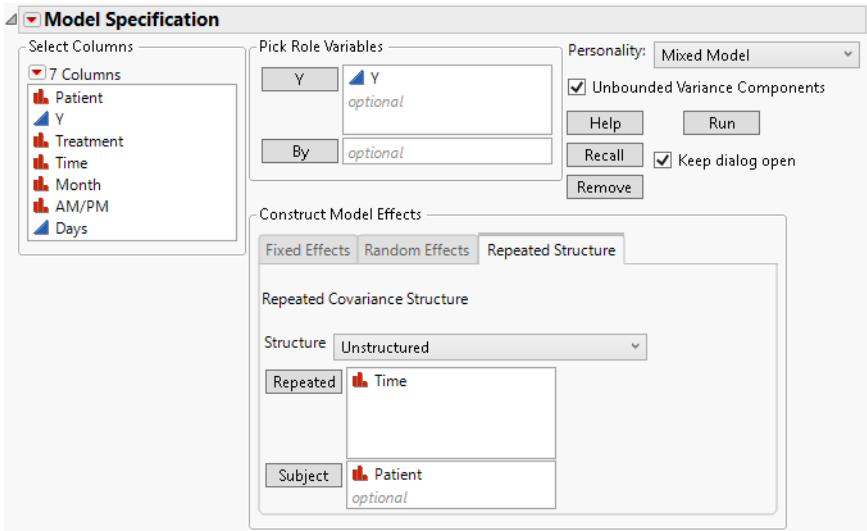 Model Specification
Select Columns
7 Columns
Patient
Y
Treatment
Time
Month
AM/PM
Days
Pick Role Variables
Y
Y
optional
By
optional
Personality: Mixed Model
Unbounded Variance Components
Help
Run
Recall
Keep dialog open
Remove
Construct Model Effects
Fixed Effects Random Effects Repeated Structure
Repeated Covariance Structure
Structure Unstructured
Repeated
Time
Subject
Patient
optional